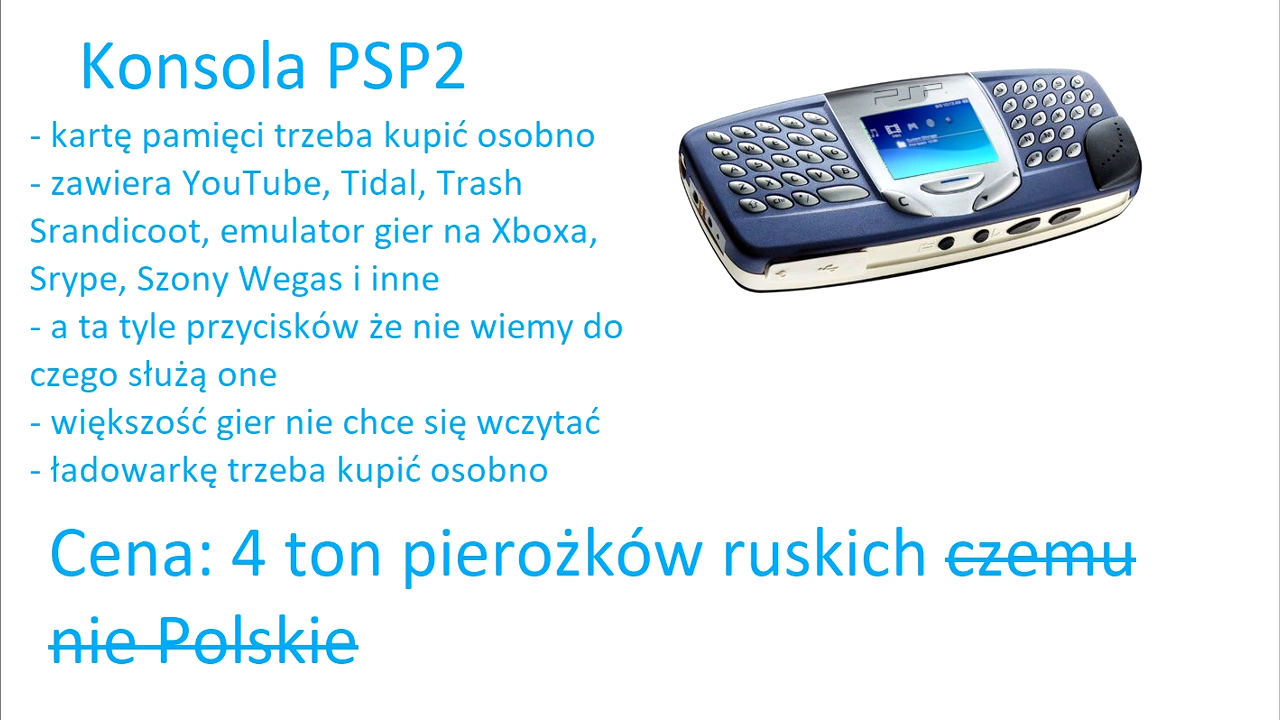 Konsola PSP2
- kartę pamięci trzeba kupić osobno
- zawiera YouTube, Tidal, Trash
Srandicoot, emulator gier na Xboxa,
Srype, Szony Wegas i inne
- a ta tyle przycisków że nie wiemy do
czego służą one
- większość gier nie chce się wczytać
- ładowarkę trzeba kupić osobno
Cena: 4 ton pierożków ruskich czemu
nie Polskie
PSP
C